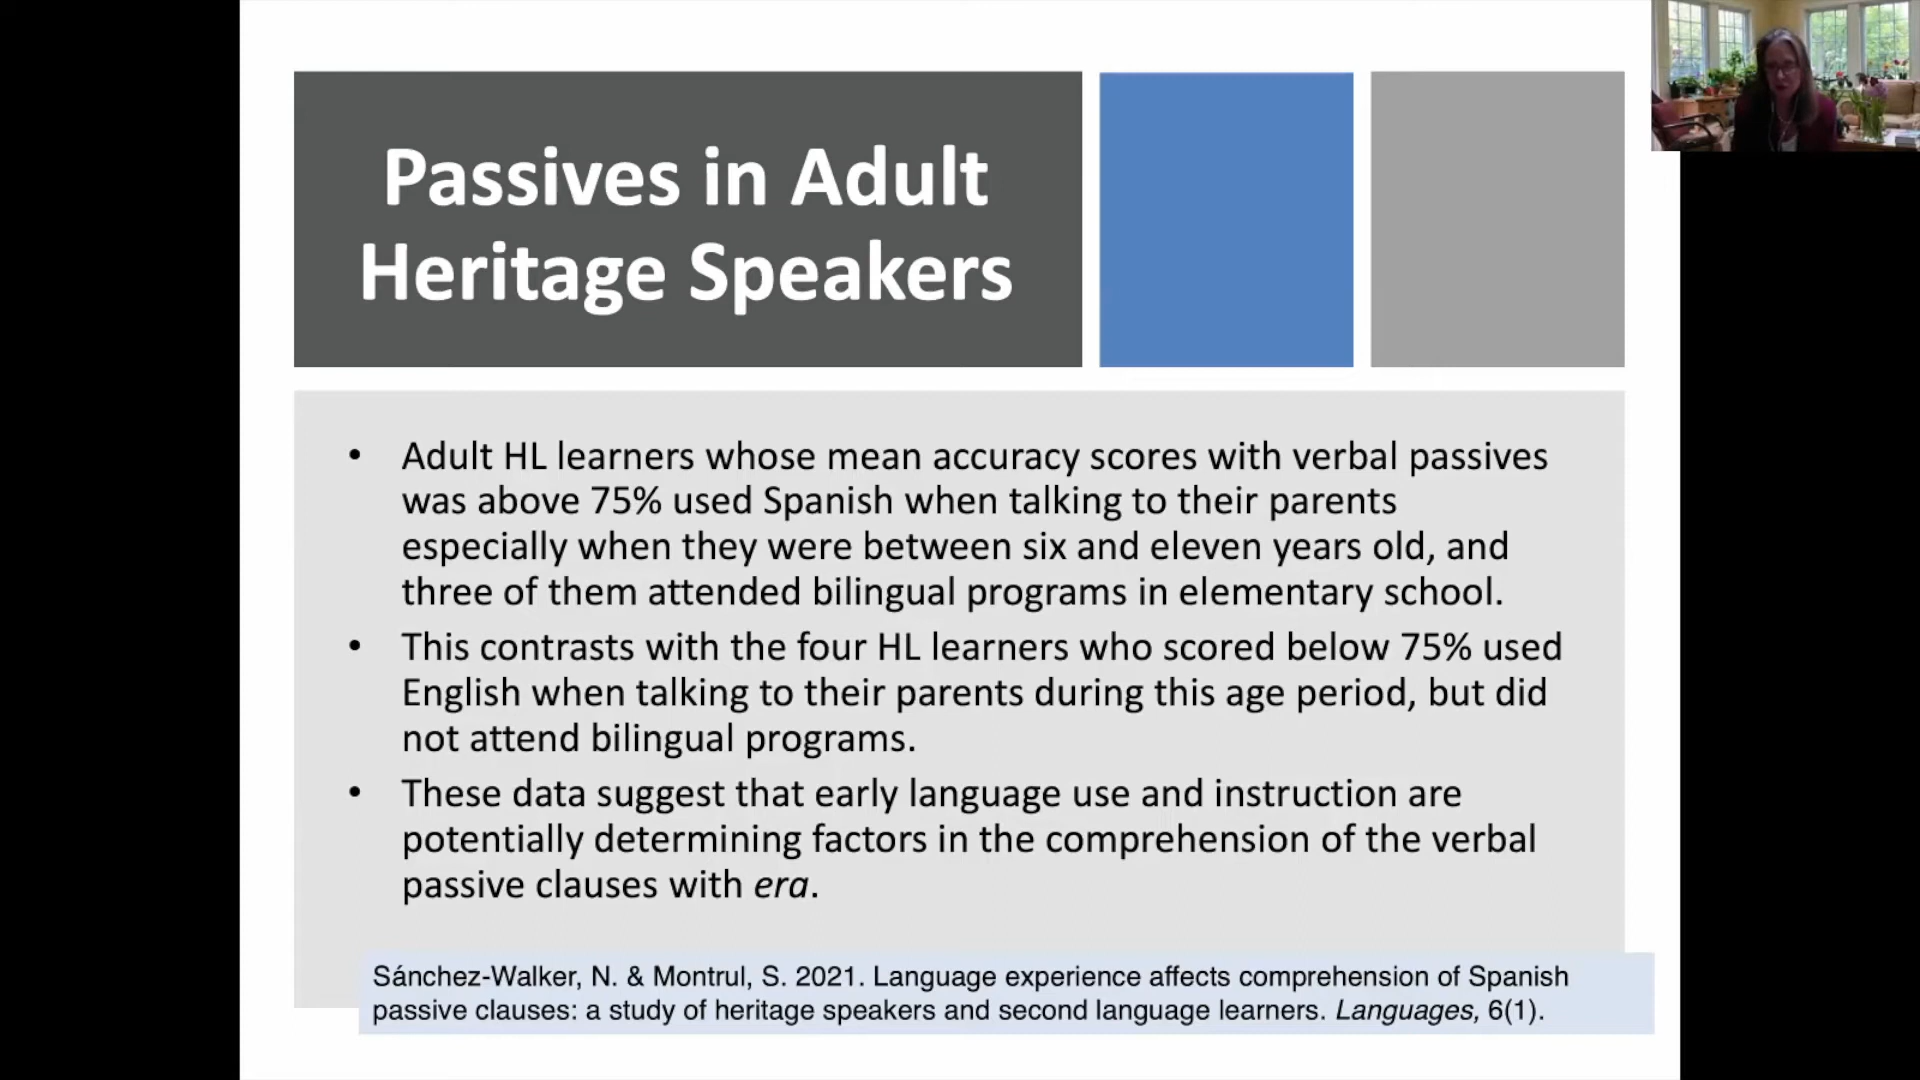 Passives in Adult
Heritage Speakers
• Adult HL learners whose mean accuracy scores with verbal passives
was above 75% used Spanish when talking to their parents
especially when they were between six and eleven years old, and
three of them attended bilingual programs in elementary school.
• This contrasts with the four HL learners who scored below 75% used
English when talking to their parents during this age period, but did
not attend bilingual programs.
• These data suggest that early language use and instruction are
potentially determining factors in the comprehension of the verbal
passive clauses with era.
Sánchez-Walker, N. & Montrul, S. 2021. Language experience affects comprehension of Spanish
passive clauses: a study of heritage speakers and second language learners. Languages, 6(1).